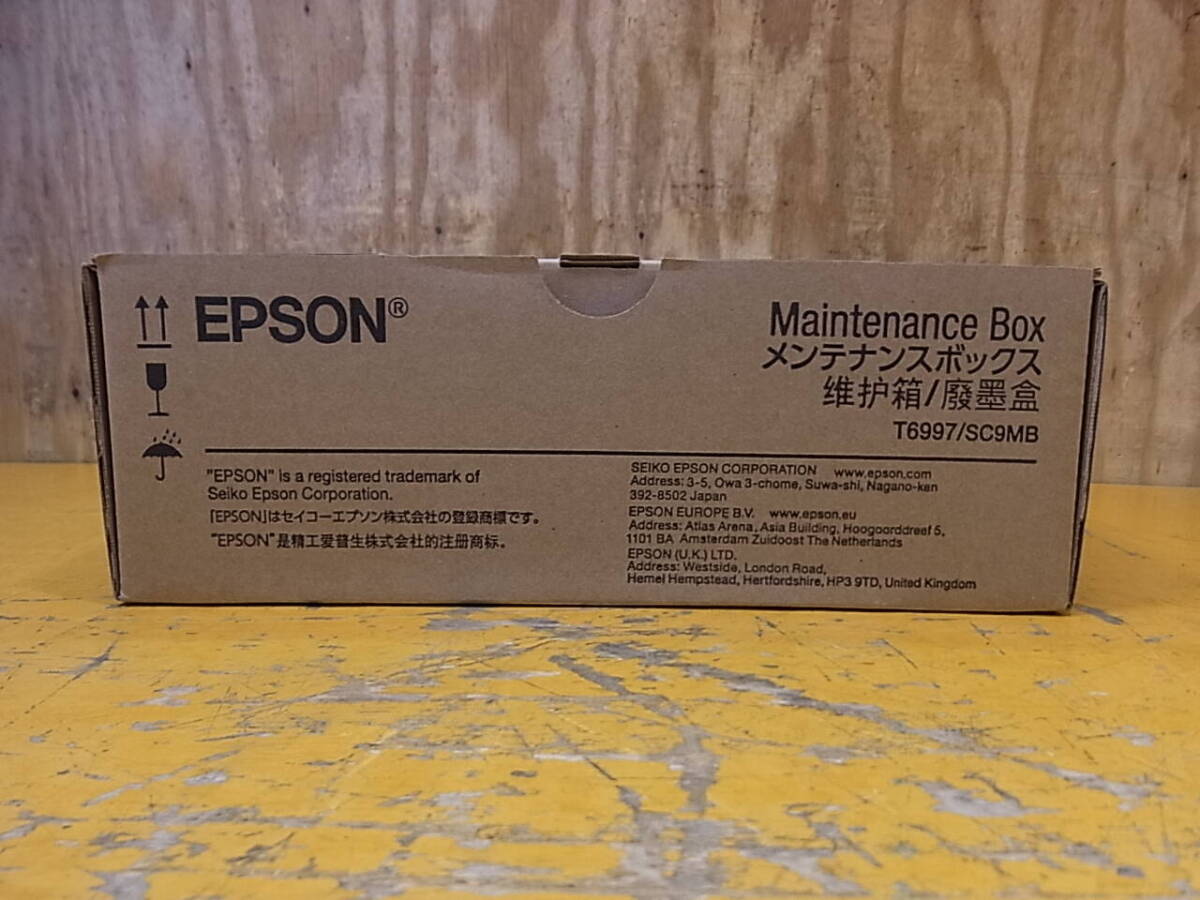 EPSON®
Maintenance Box
メンテナンスボックス
维护箱/廢墨盒
T6997/SC9MB
"EPSON" is a registered trademark of
Seiko Epson Corporation.
「EPSON」はセイコーエプソン株式会社の登録商標です。
"EPSON"是精工爱普生株式会社的注册商标。
SEIKO EPSON CORPORATION www.epson.com
Address: 3-5, Owa 3-chome, Suwa-shi, Nagano-ken
392-8502 Japan
EPSON EUROPE B.V. www.epson.eu
Address: Atlas Arena, Asia Building, Hoogoorddreef 5,
1101 BA Amsterdam Zuidoost The Netherlands
EPSON (U.K.) LTD.
Address: Westside, London Road,
Hemel Hempstead, Hertfordshire, HP3 9TD, United Kingdom